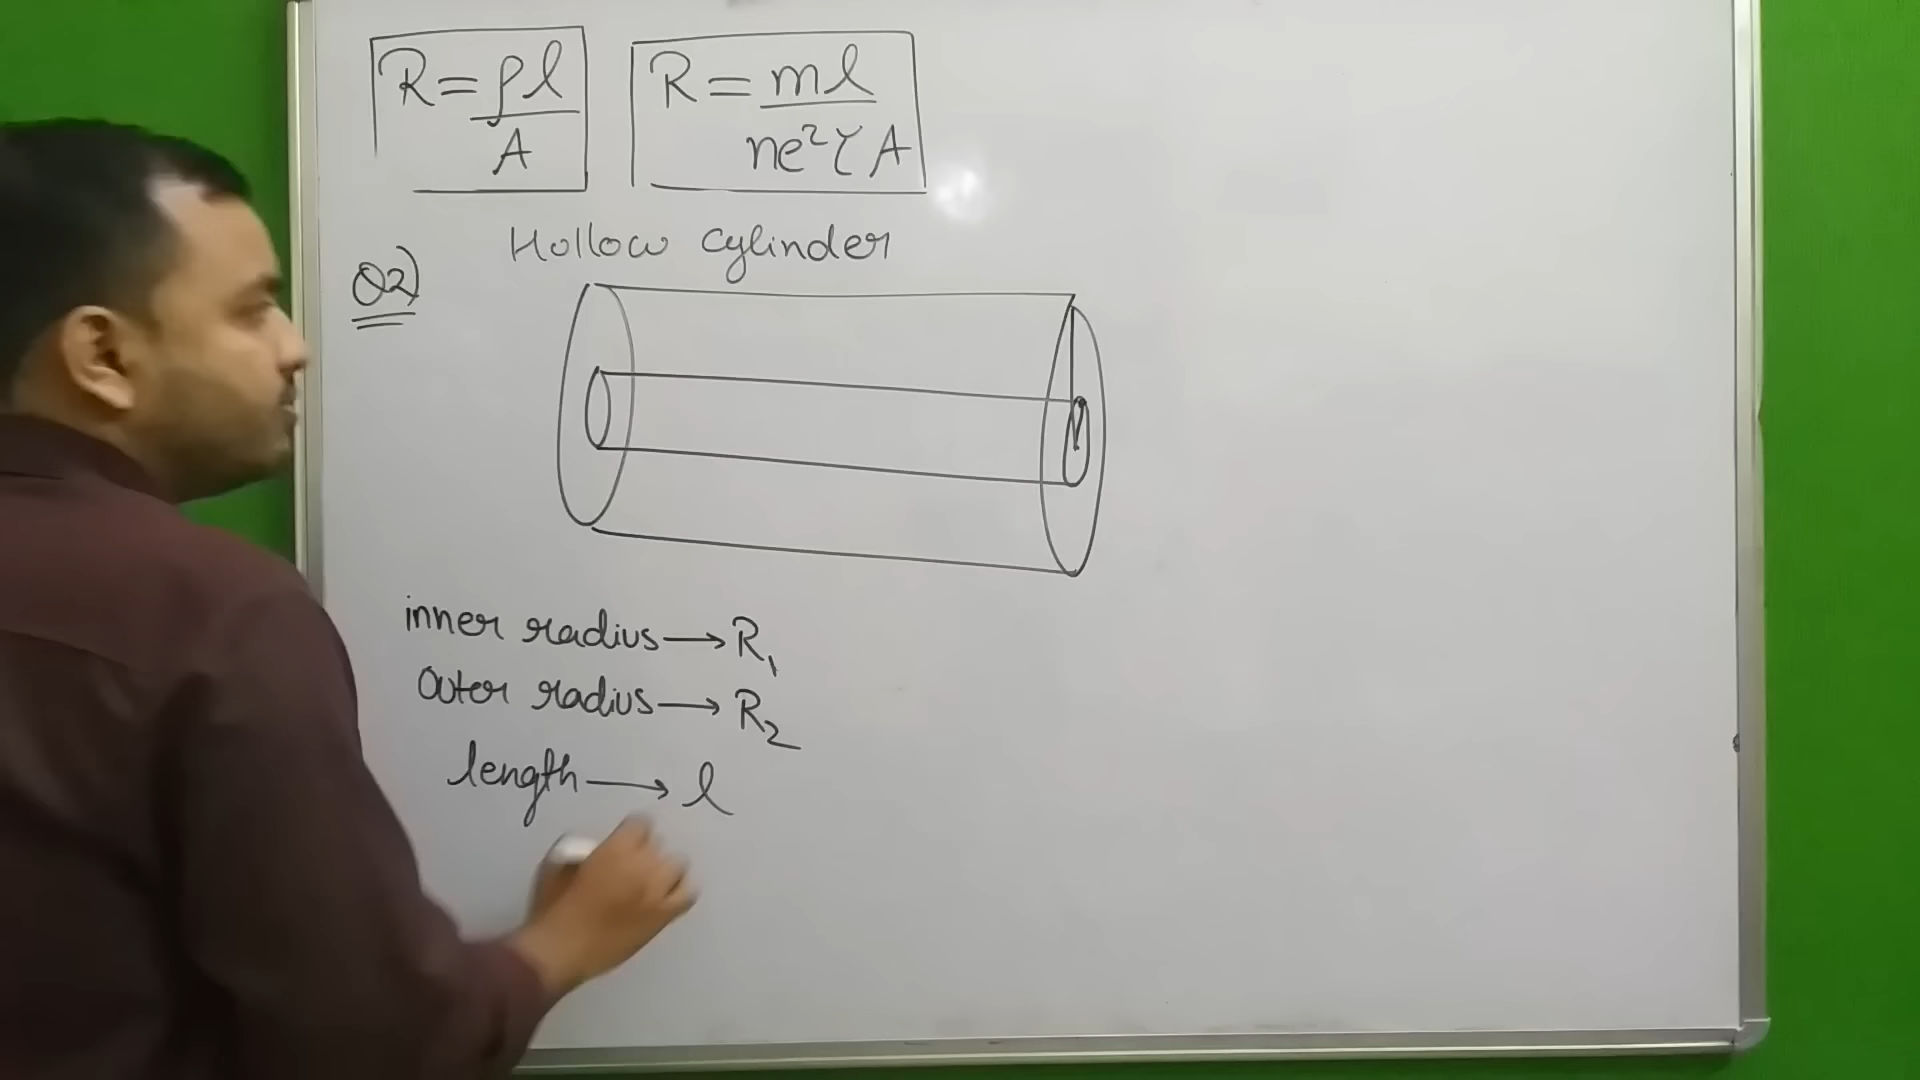 R = ρl/A
R = ml/ne²τA
Hollow cylinder
Q2)
inner radius → R₁
Outer radius → R₂
length → l